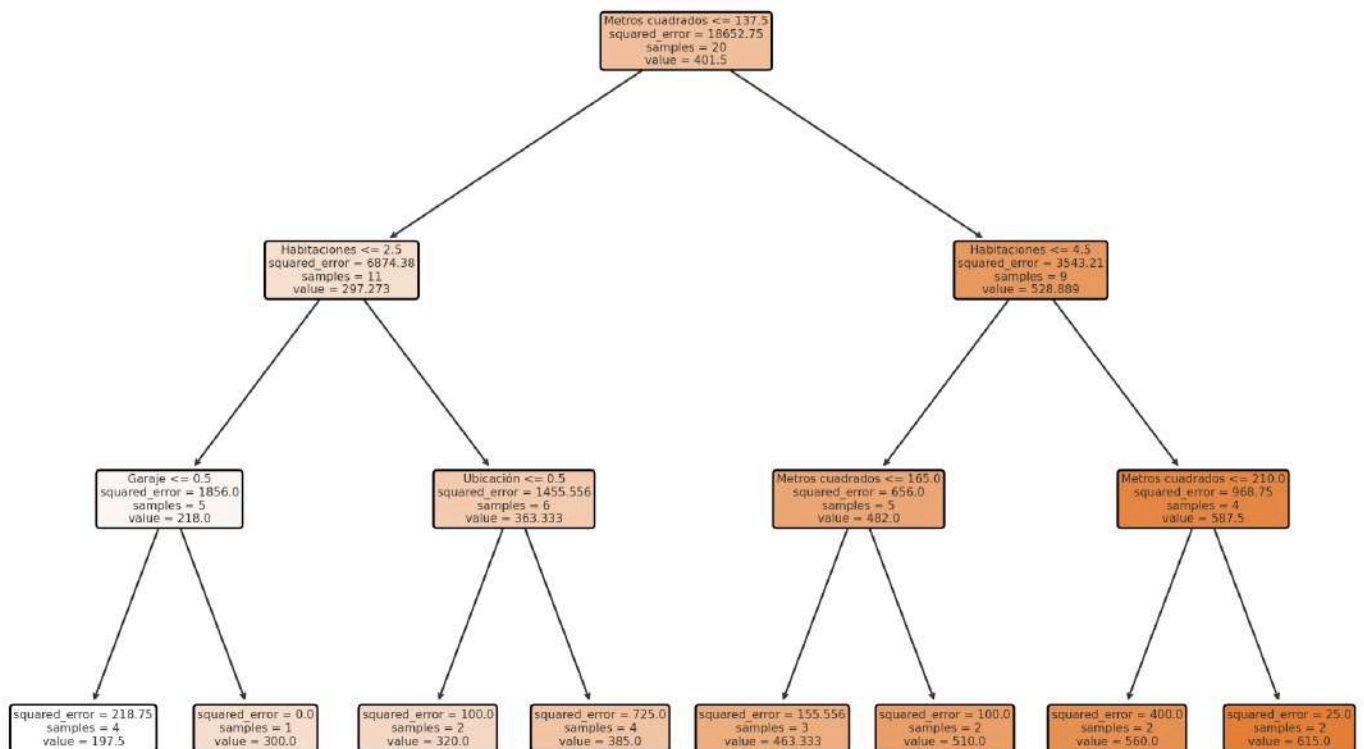 Metros cuadrados <= 137.5
squared_error = 18652.75
samples = 20
value = 401.5
Habitaciones <= 2.5
squared_error = 6874.38
samples = 11
value = 297.273
Habitaciones <= 4.5
squared_error = 3543.21
samples = 9
value = 528.889
Garaje <= 0.5
squared_error = 1856.0
samples = 5
value = 218.0
Ubicación <= 0.5
squared_error = 1455.556
samples = 6
value = 363.333
Metros cuadrados <= 165.0
squared_error = 656.0
samples = 5
value = 482.0
Metros cuadrados <= 210.0
squared_error = 968.75
samples = 4
value = 587.5
squared_error = 218.75
samples = 4
value = 197.5
squared_error = 0.0
samples = 1
value = 300.0
squared_error = 100.0
samples = 2
value = 320.0
squared_error = 725.0
samples = 4
value = 385.0
squared_error = 155.556
samples = 3
value = 463.333
squared_error = 100.0
samples = 2
value = 510.0
squared_error = 400.0
samples = 2
value = 560.0
squared_error = 25.0
samples = 2
value = 615.0